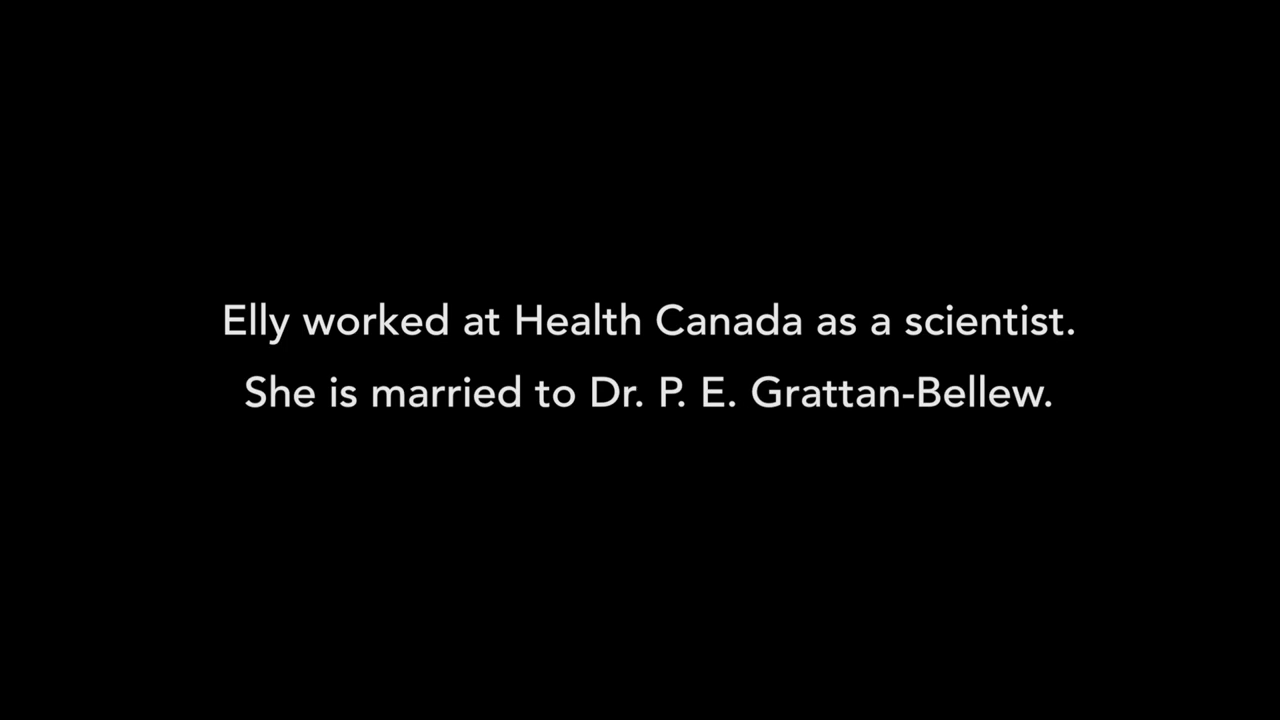 Elly worked at Health Canada as a scientist.
She is married to Dr. P. E. Grattan-Bellew.